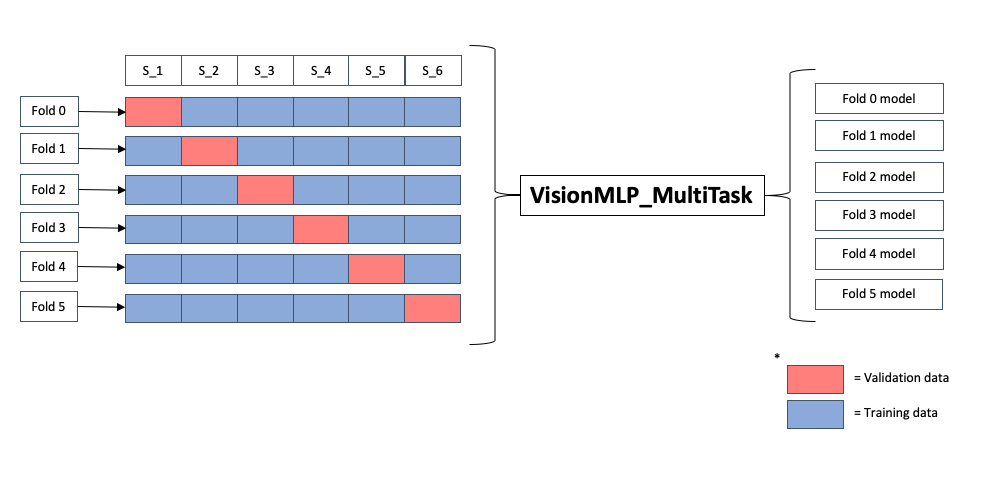 S_1 S_2 S_3 S_4 S_5 S_6
Fold 0
Fold 1
Fold 2
Fold 3
Fold 4
Fold 5
VisionMLP_MultiTask
Fold 0 model
Fold 1 model
Fold 2 model
Fold 3 model
Fold 4 model
Fold 5 model
*
= Validation data
= Training data